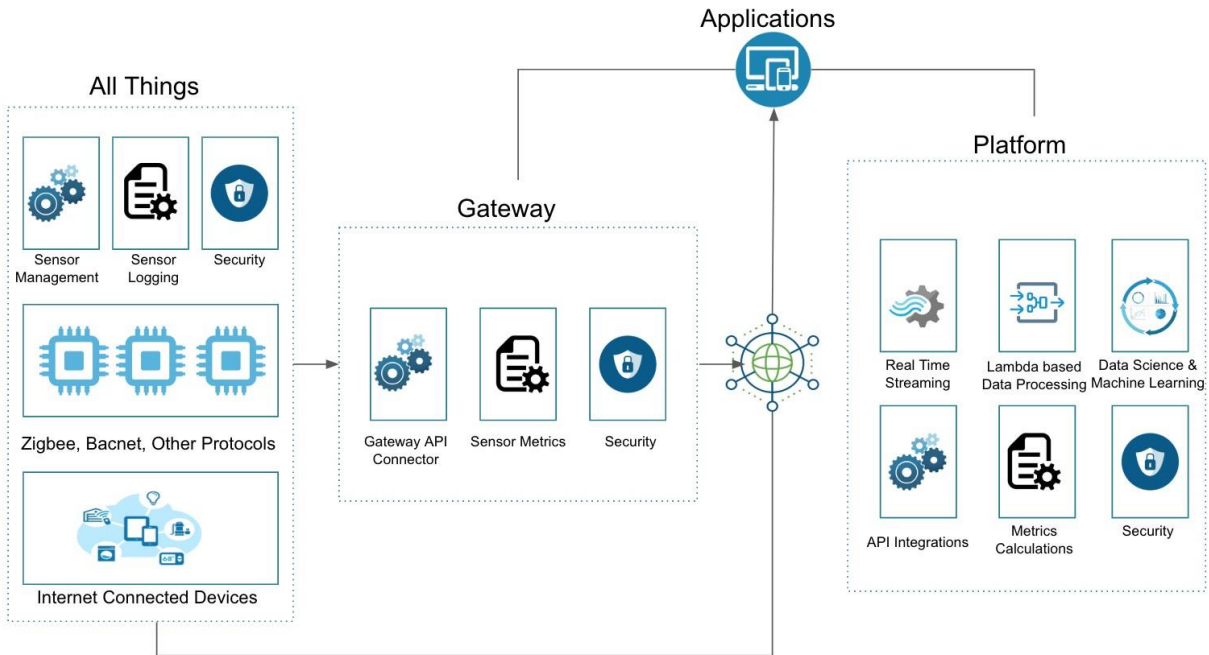 Applications
All Things
Sensor
Management
Sensor
Logging
Security
Zigbee, Bacnet, Other Protocols
Internet Connected Devices
Gateway
Gateway API
Connector
Sensor Metrics
Security
Platform
Real Time
Streaming
Lambda based
Data Processing
Data Science &
Machine Learning
API Integrations
Metrics
Calculations
Security